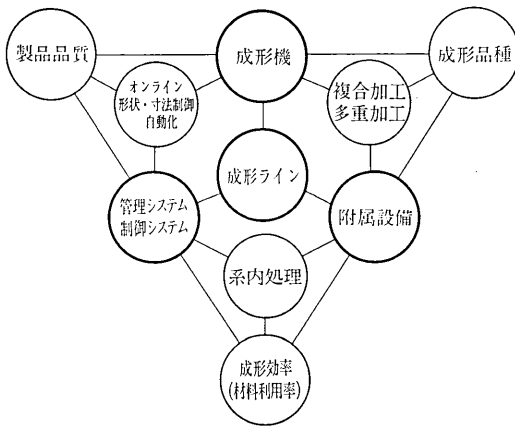 製品品質
成形機
成形品種
オンライン
形状・寸法制御
自動化
複合加工
多重加工
成形ライン
管理システム
制御システム
附属設備
系内処理
成形効率
(材料利用率)